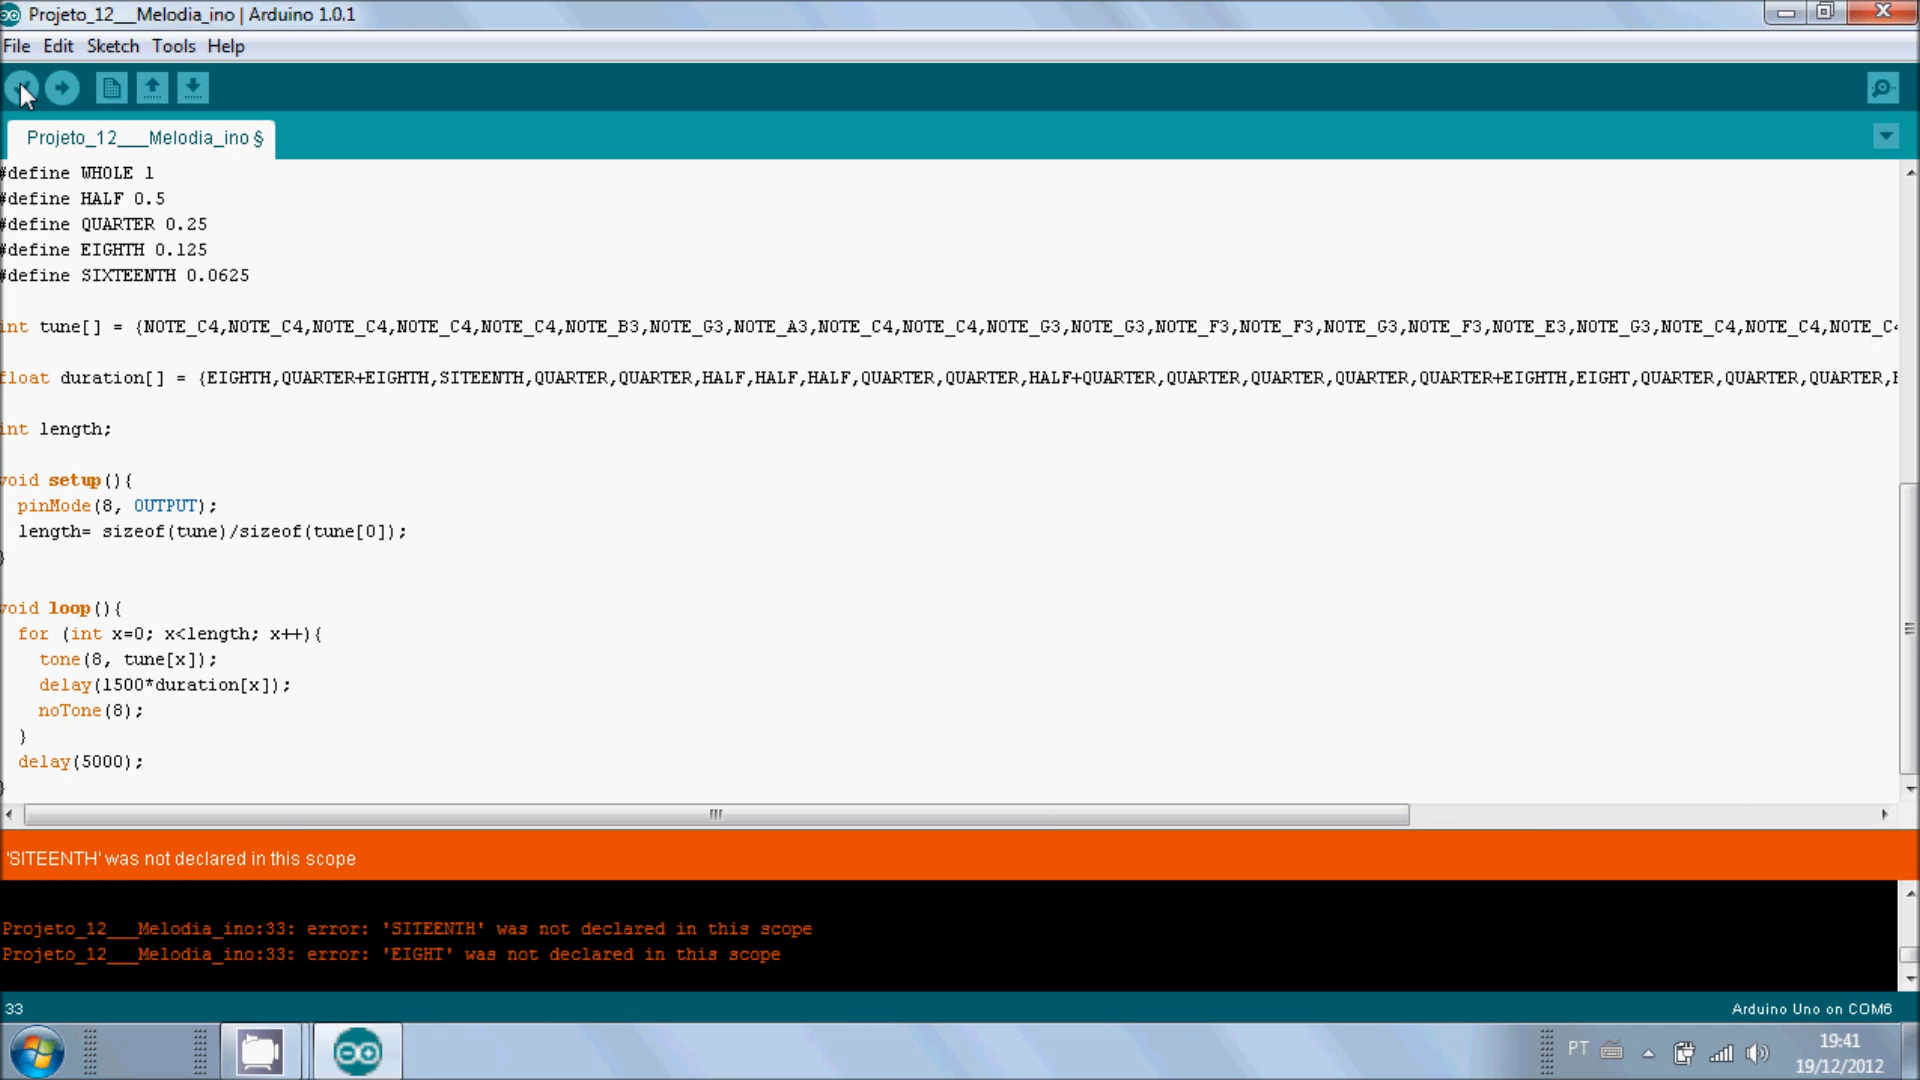 Projeto_12___Melodia_ino | Arduino 1.0.1
File Edit Sketch Tools Help
Projeto_12___Melodia_ino §
#define WHOLE 1
#define HALF 0.5
#define QUARTER 0.25
#define EIGHTH 0.125
#define SIXTEENTH 0.0625
int tune[] = {NOTE_C4,NOTE_C4,NOTE_C4,NOTE_C4,NOTE_C4,NOTE_B3,NOTE_G3,NOTE_A3,NOTE_C4,NOTE_C4,NOTE_G3,NOTE_G3,NOTE_F3,NOTE_F3,NOTE_G3,NOTE_F3,NOTE_E3,NOTE_G3,NOTE_C4,NOTE_C4,NOTE_C4
float duration[] = {EIGHTH,QUARTER+EIGHTH,SITEENTH,QUARTER,QUARTER,HALF,HALF,HALF,QUARTER,QUARTER,HALF+QUARTER,QUARTER,QUARTER,QUARTER,QUARTER+EIGHTH,EIGHT,QUARTER,QUARTER,QUARTER,
int length;
void setup(){
pinMode(8, OUTPUT);
length= sizeof(tune)/sizeof(tune[0]);
}
void loop(){
for (int x=0; x<length; x++){
tone(8, tune[x]);
delay(1500*duration[x]);
noTone(8);
}
delay(5000);
}
'SITEENTH' was not declared in this scope
Projeto_12___Melodia_ino:33: error: 'SITEENTH' was not declared in this scope
Projeto_12___Melodia_ino:33: error: 'EIGHT' was not declared in this scope
33
Arduino Uno on COM6
PT
19:41
19/12/2012